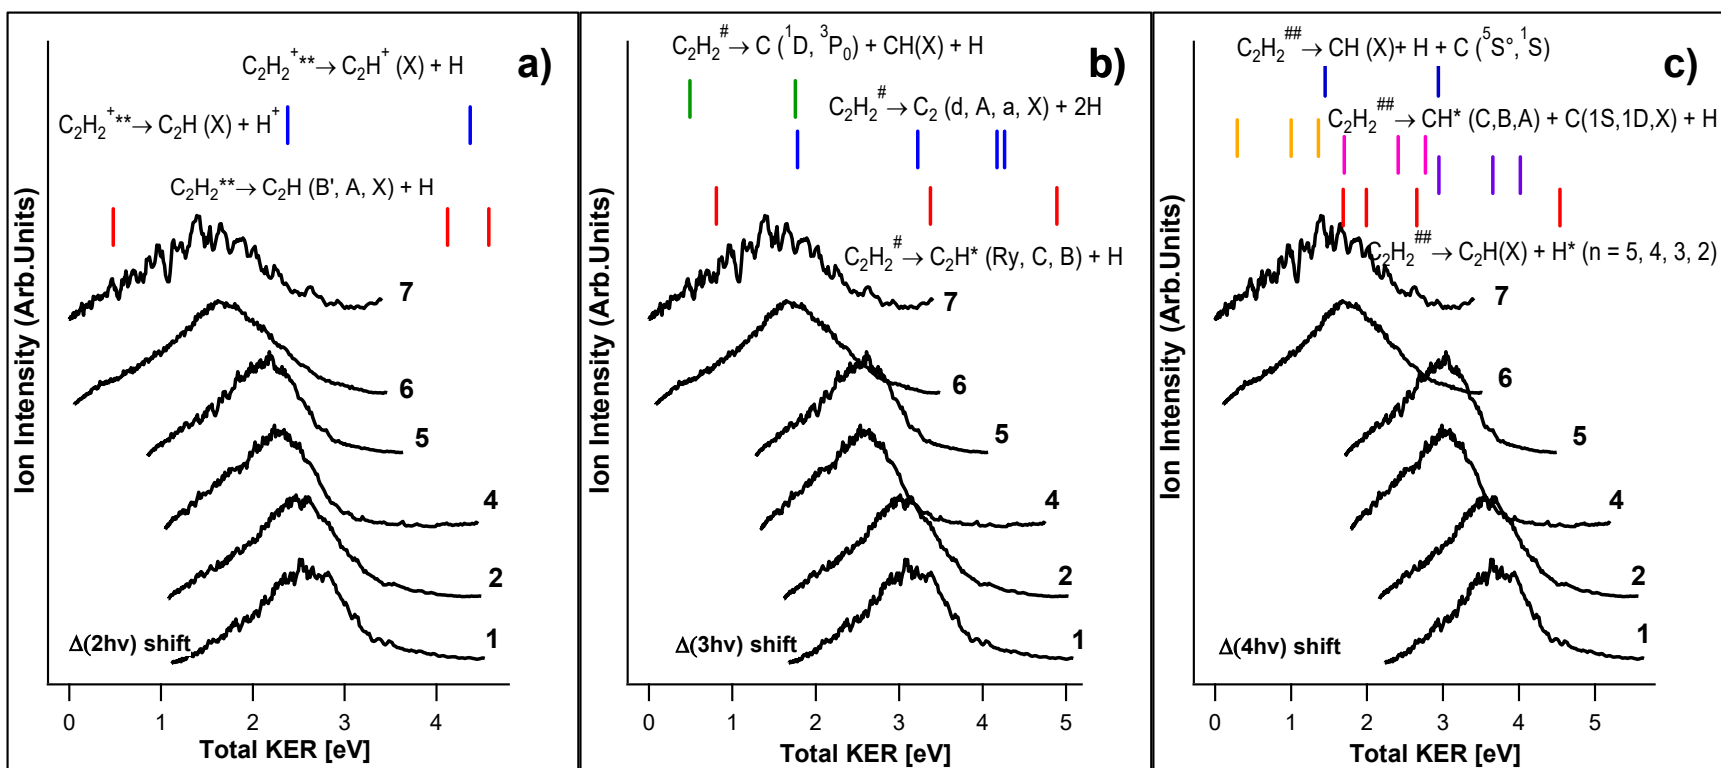 a)
C₂H₂⁺**→ C₂H⁺ (X) + H
C₂H₂⁺**→ C₂H (X) + H⁺
C₂H₂**→ C₂H (B', A, X) + H
7
6
5
4
2
1
Δ(2hv) shift
Ion Intensity (Arb.Units)
0 1 2 3 4
Total KER [eV]
b)
C₂H₂^#→ C (¹D, ³P₀) + CH(X) + H
C₂H₂^#→ C₂ (d, A, a, X) + 2H
C₂H₂^#→ C₂H* (Ry, C, B) + H
7
6
5
4
2
1
Δ(3hv) shift
Ion Intensity (Arb.Units)
0 1 2 3 4 5
Total KER [eV]
c)
C₂H₂^##→ CH (X)+ H + C (⁵S°,¹S)
C₂H₂^##→ CH* (C,B,A) + C(1S,1D,X) + H
C₂H₂^##→ C₂H(X) + H* (n = 5, 4, 3, 2)
7
6
5
4
2
1
Δ(4hv) shift
Ion Intensity (Arb.Units)
0 1 2 3 4 5
Total KER [eV]